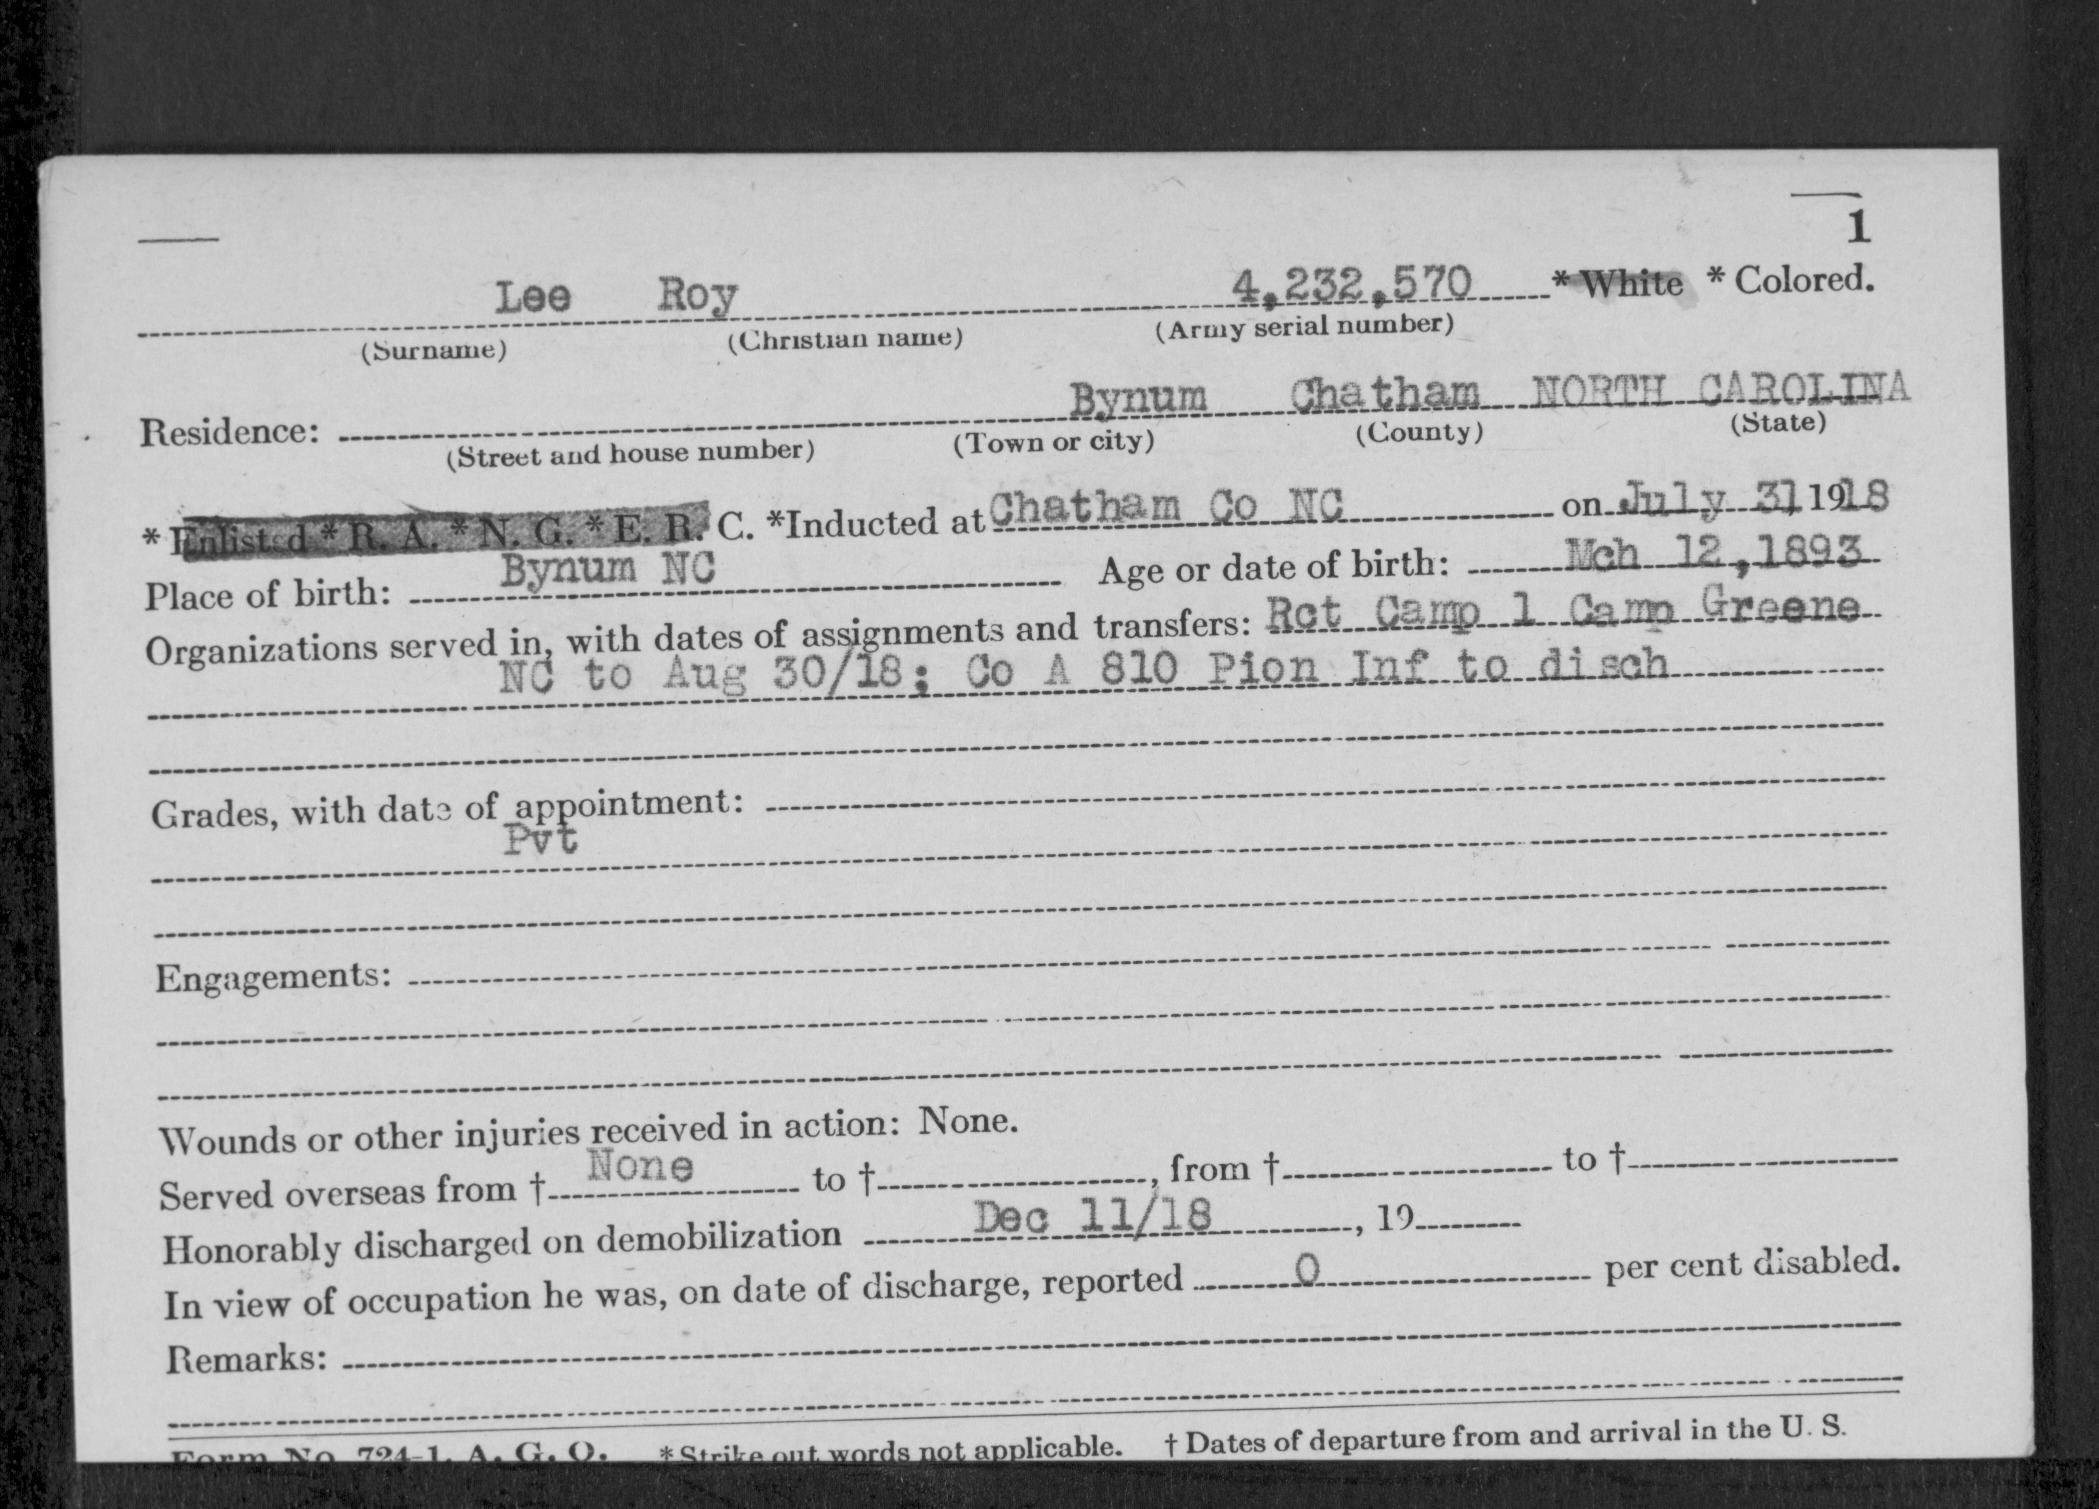 1
Lee Roy 4,232,570 * White * Colored.
(Surname) (Christian name) (Army serial number)
Residence: Bynum Chatham NORTH CAROLINA
(Street and house number) (Town or city) (County) (State)
* Enlisted * R. A. * N. G. * E. R. C. *Inducted at Chatham Co NC on July 31 1918
Place of birth: Bynum NC Age or date of birth: Mch 12,1893
Organizations served in, with dates of assignments and transfers: Rct Camp 1 Camp Greene
NC to Aug 30/18; Co A 810 Pion Inf to disch
Grades, with date of appointment:
Pvt
Engagements:
Wounds or other injuries received in action: None.
Served overseas from † None to † , from † to †
Honorably discharged on demobilization Dec 11/18 , 19
In view of occupation he was, on date of discharge, reported 0 per cent disabled.
Remarks:
Form No. 724-1, A. G. O. * Strike out words not applicable. † Dates of departure from and arrival in the U. S.